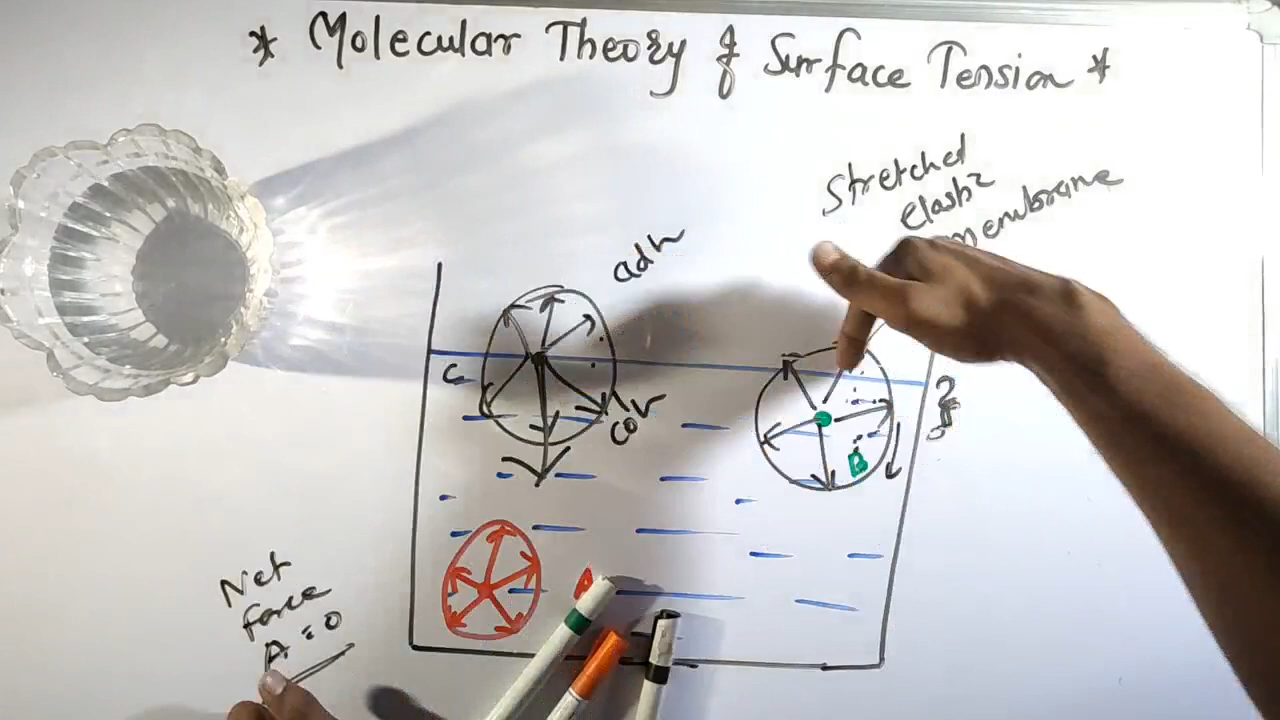 * Molecular Theory of Surface Tension *
Stretched
elastic
membrane
adh
C
coh
B
A
Net
force
A = 0